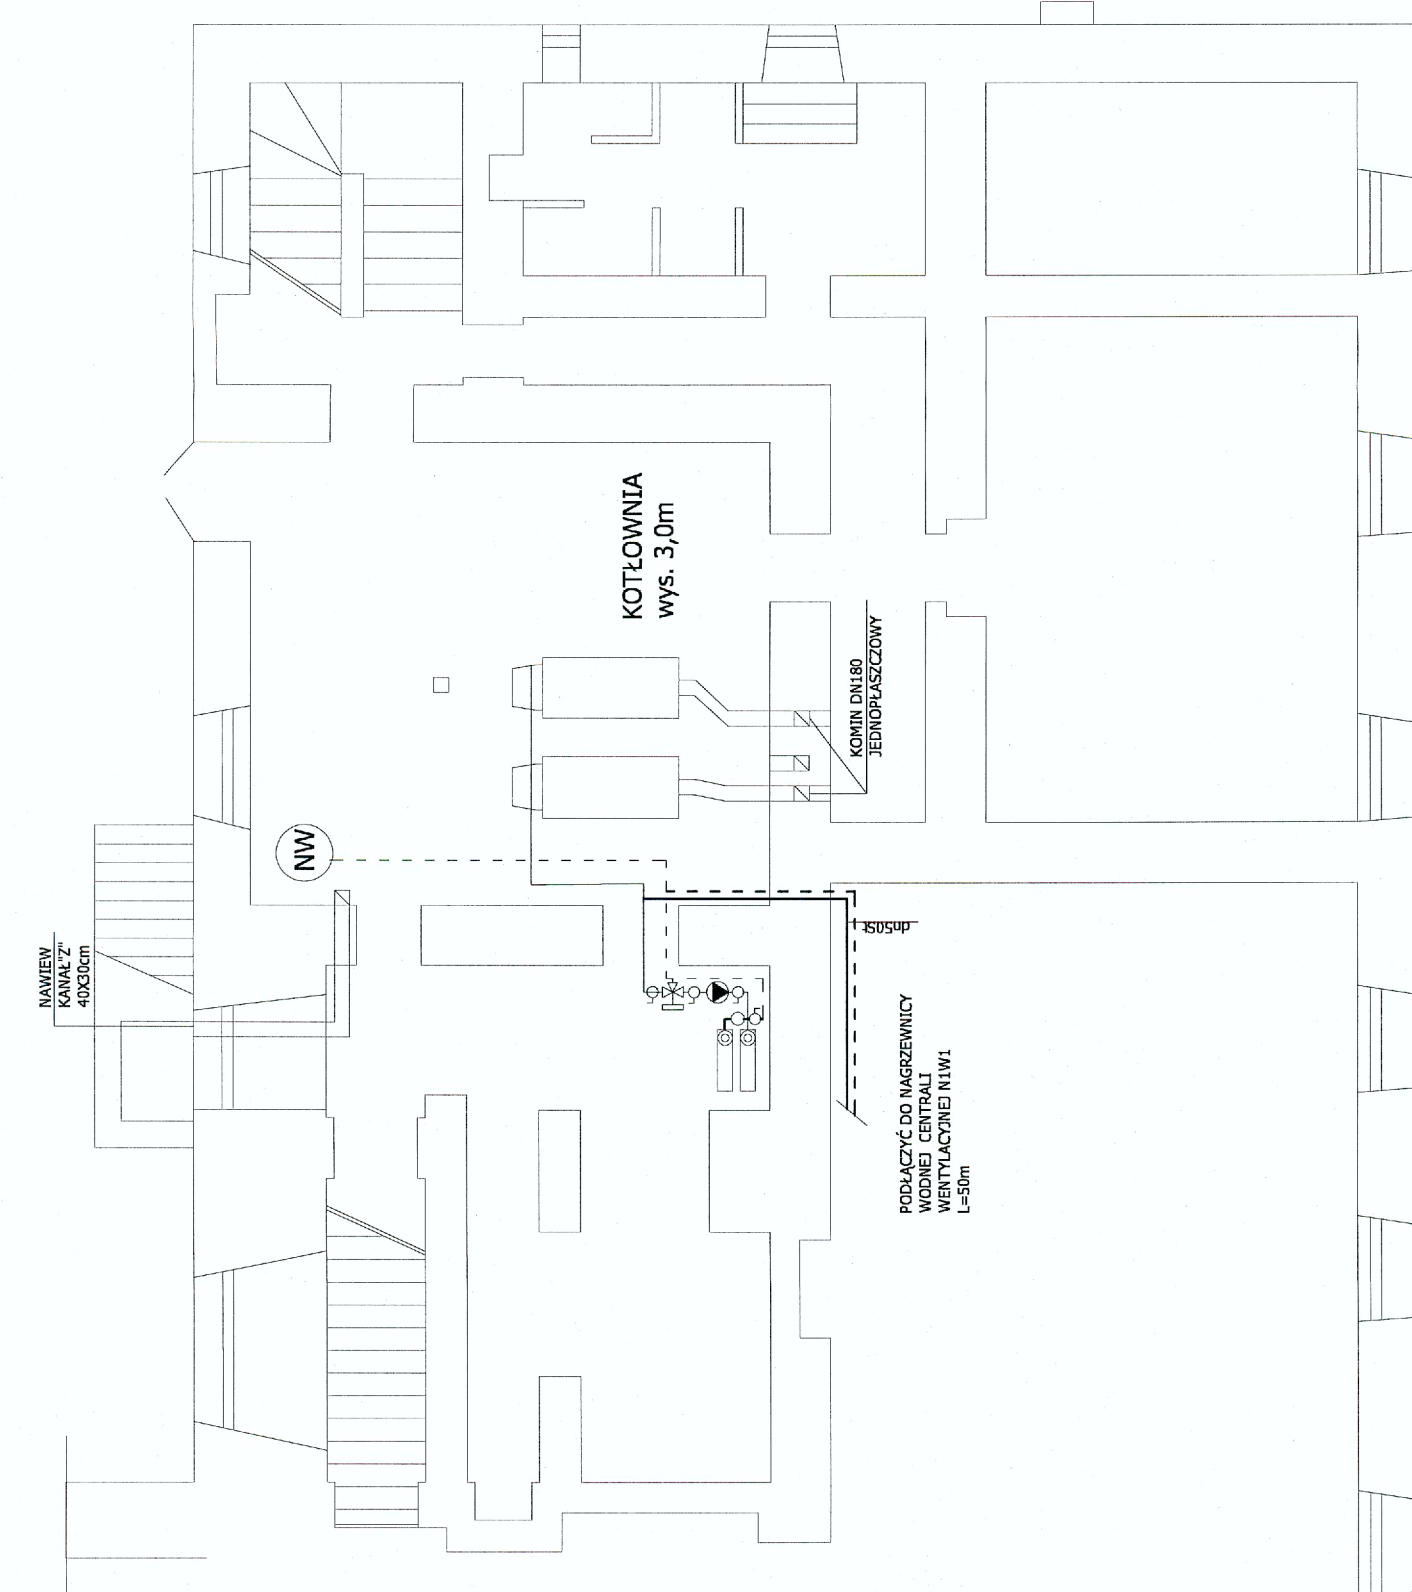 KOTŁOWNIA
wys. 3,0m
KOMIN DN180
JEDNOPŁASZCZOWY
NW
NAWIEW
KANAŁ"Z"
40X30cm
dn50St
PODŁĄCZYĆ DO NAGRZEWNICY
WODNEJ CENTRALI
WENTYLACYJNEJ N1W1
L=50m